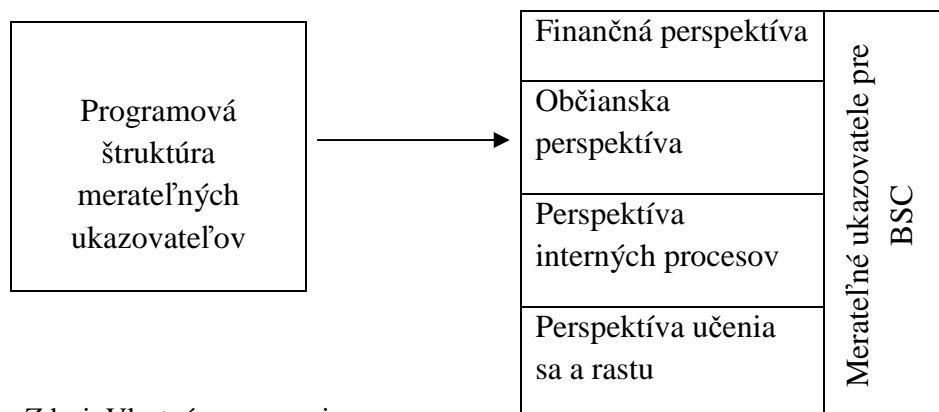 Programová
štruktúra
merateľných
ukazovateľov
Finančná perspektíva
Občianska
perspektíva
Perspektíva
interných procesov
Perspektíva učenia
sa a rastu
Merateľné ukazovatele pre
BSC